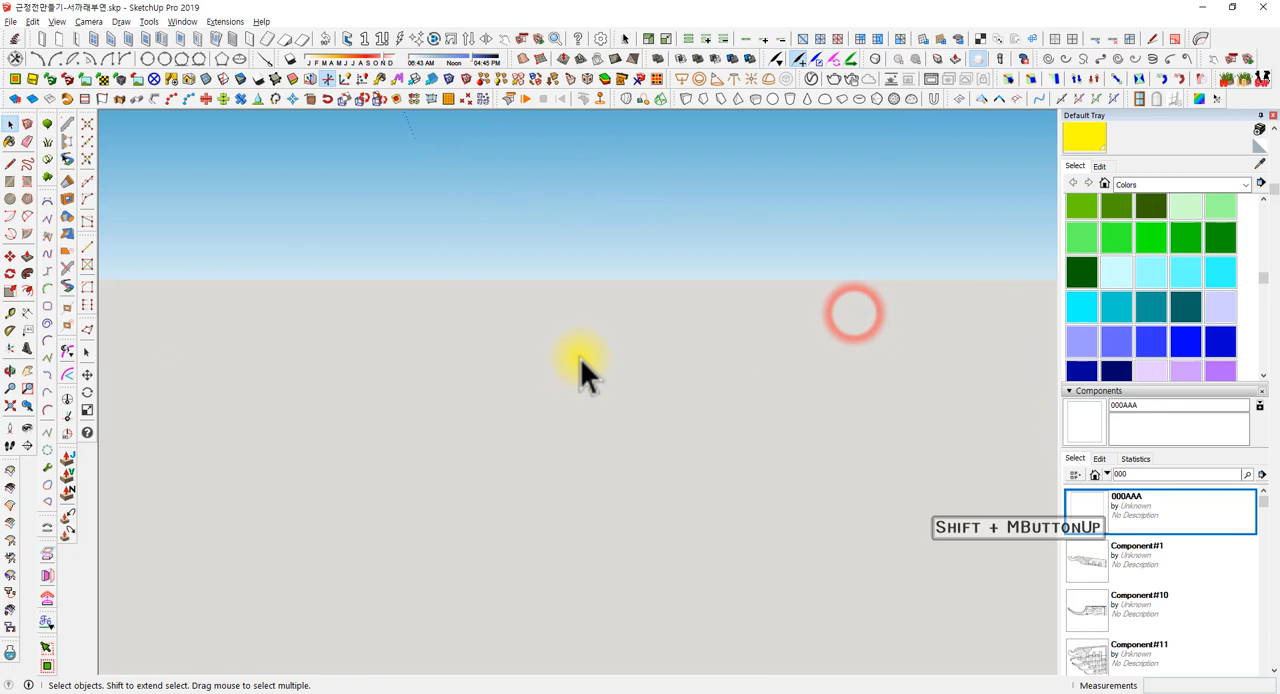 근정전만들기-서까래부연.skp - SketchUp Pro 2019
File Edit View Camera Draw Tools Window Extensions Help
06:43 AM Noon 04:45 PM
Default Tray
Select Edit
Colors
Components
000AAA
Select Edit Statistics
000
000AAA
by Unknown
No Description
Component#1
by Unknown
No Description
Component#10
by Unknown
No Description
Component#11
by Unknown
No Description
Shift + MButtonUp
Select objects. Shift to extend select. Drag mouse to select multiple.
Measurements